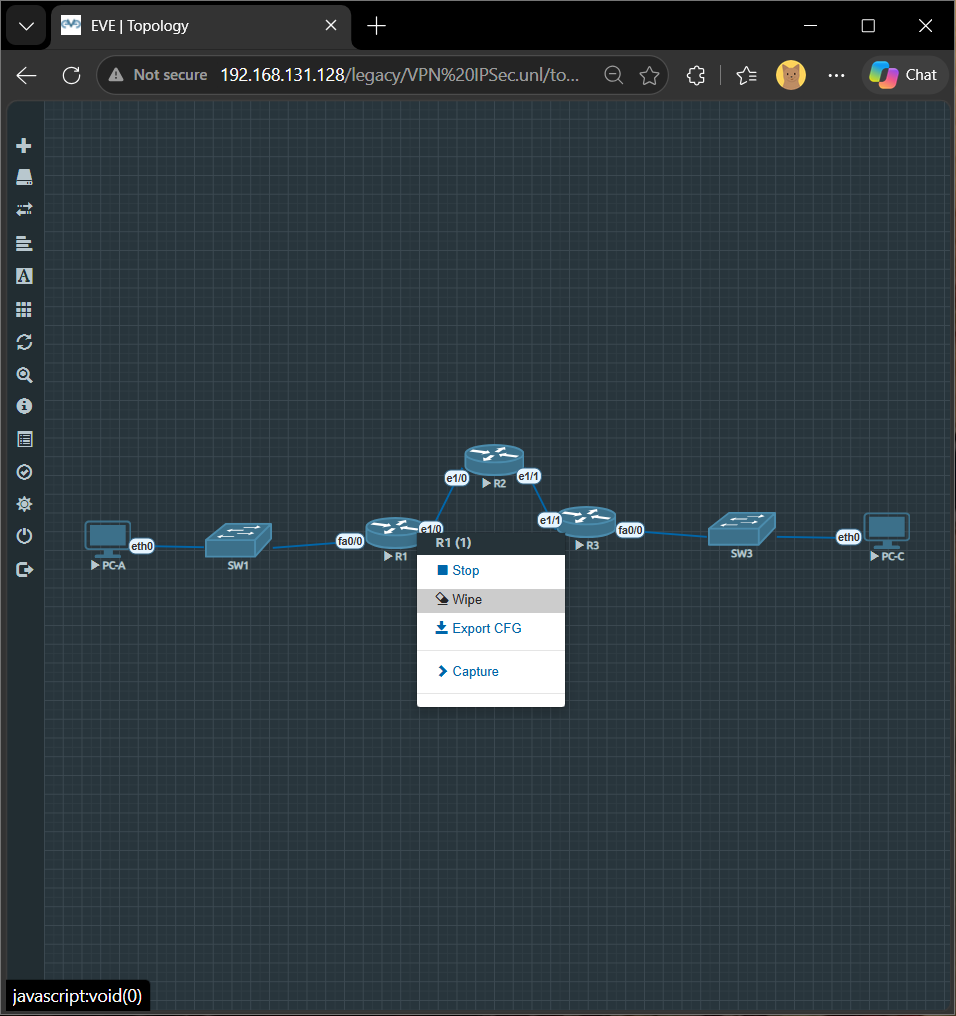 EVE | Topology
Not secure 192.168.131.128/legacy/VPN%20IPSec.unl/to...
Chat
A
R2
e1/0
e1/1
R1
fa0/0
e1/0
R3
e1/1
fa0/0
PC-A
eth0
SW1
SW3
PC-C
eth0
R1 (1)
Stop
Wipe
Export CFG
Capture
javascript:void(0)